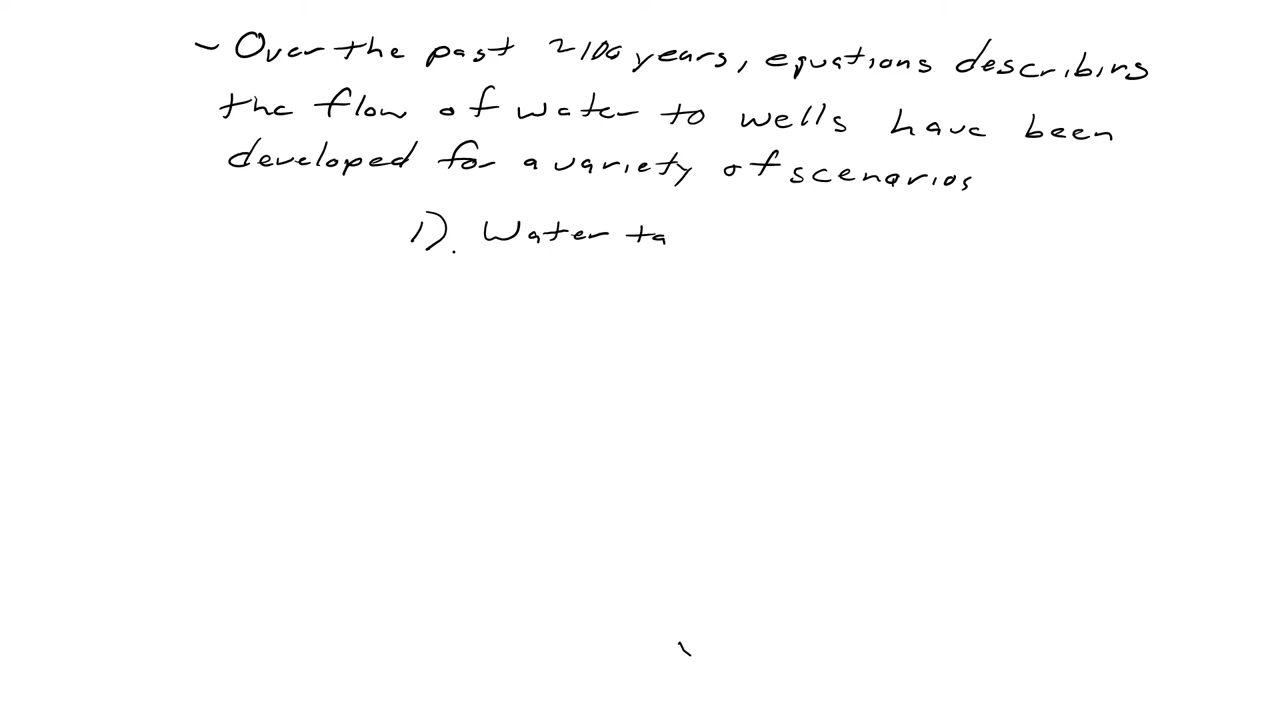 ~ Over the past ~100 years, equations describing
the flow of water to wells have been
developed for a variety of scenarios
1). Water ta